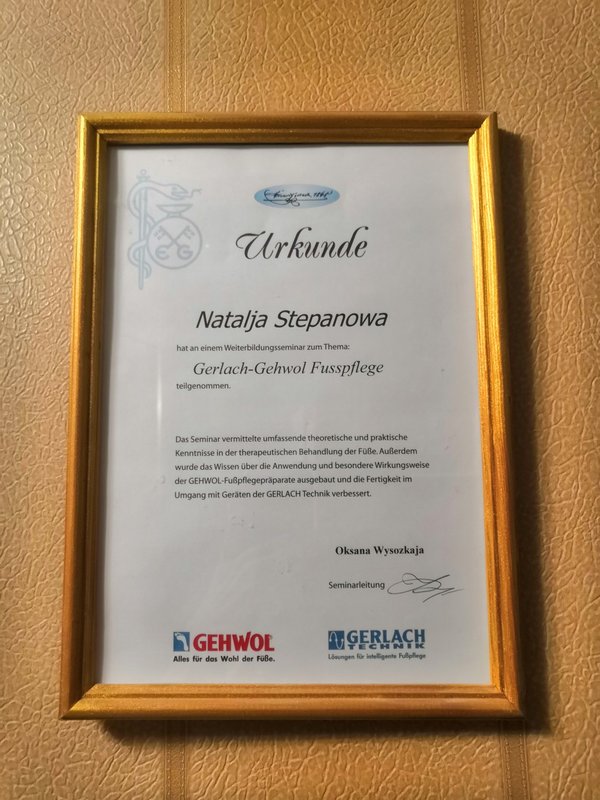 Urkunde
Natalja Stepanowa
hat an einem Weiterbildungsseminar zum Thema:
Gerlach-Gehwol Fusspflege
teilgenommen.
Das Seminar vermittelte umfassende theoretische und praktische
Kenntnisse in der therapeutischen Behandlung der Füße. Außerdem
wurde das Wissen über die Anwendung und besondere Wirkungsweise
der GEHWOL-Fußpflegepräparate ausgebaut und die Fertigkeit im
Umgang mit Geräten der GERLACH Technik verbessert.
Oksana Wysozkaja
Seminarleitung
GEHWOL
Alles für das Wohl der Füße.
GERLACH
TECHNIK
Lösungen für intelligente Fußpflege